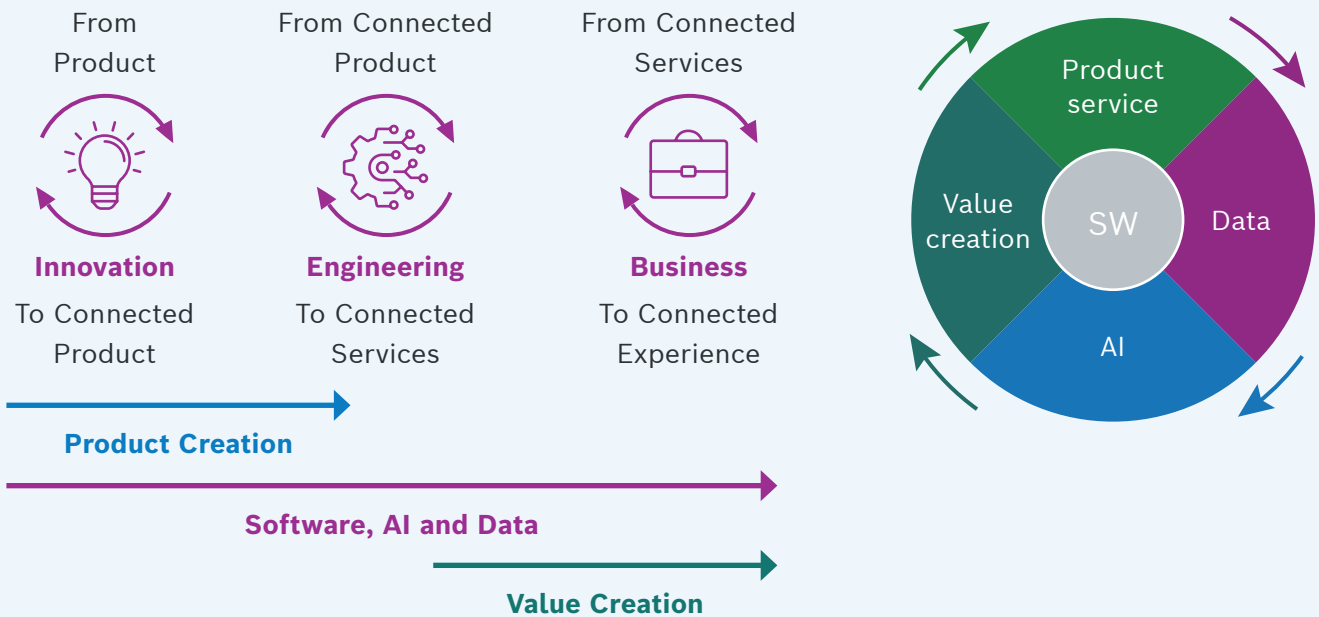 From
Product
Innovation
To Connected
Product
From Connected
Product
Engineering
To Connected
Services
From Connected
Services
Business
To Connected
Experience
Product Creation
Software, AI and Data
Value Creation
Product
service
Data
AI
Value
creation
SW